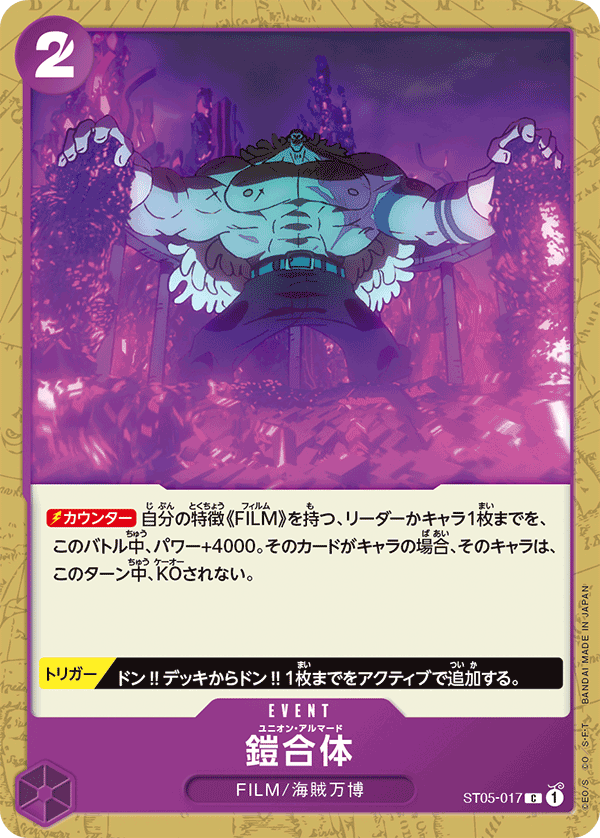 DLICHES EISMEER
2
カウンター 自分の特徴《FILM》を持つ、リーダーかキャラ1枚までを、
このバトル中、パワー+4000。そのカードがキャラの場合、そのキャラは、
このターン中、KOされない。
トリガー ドン!!デッキからドン!!1枚までをアクティブで追加する。
EVENT
ユニオン・アルマード
鎧合体
FILM/海賊万博
ST05-017 C 1
©E.O/S. ©O. S・F・T BANDAI MADE IN JAPAN